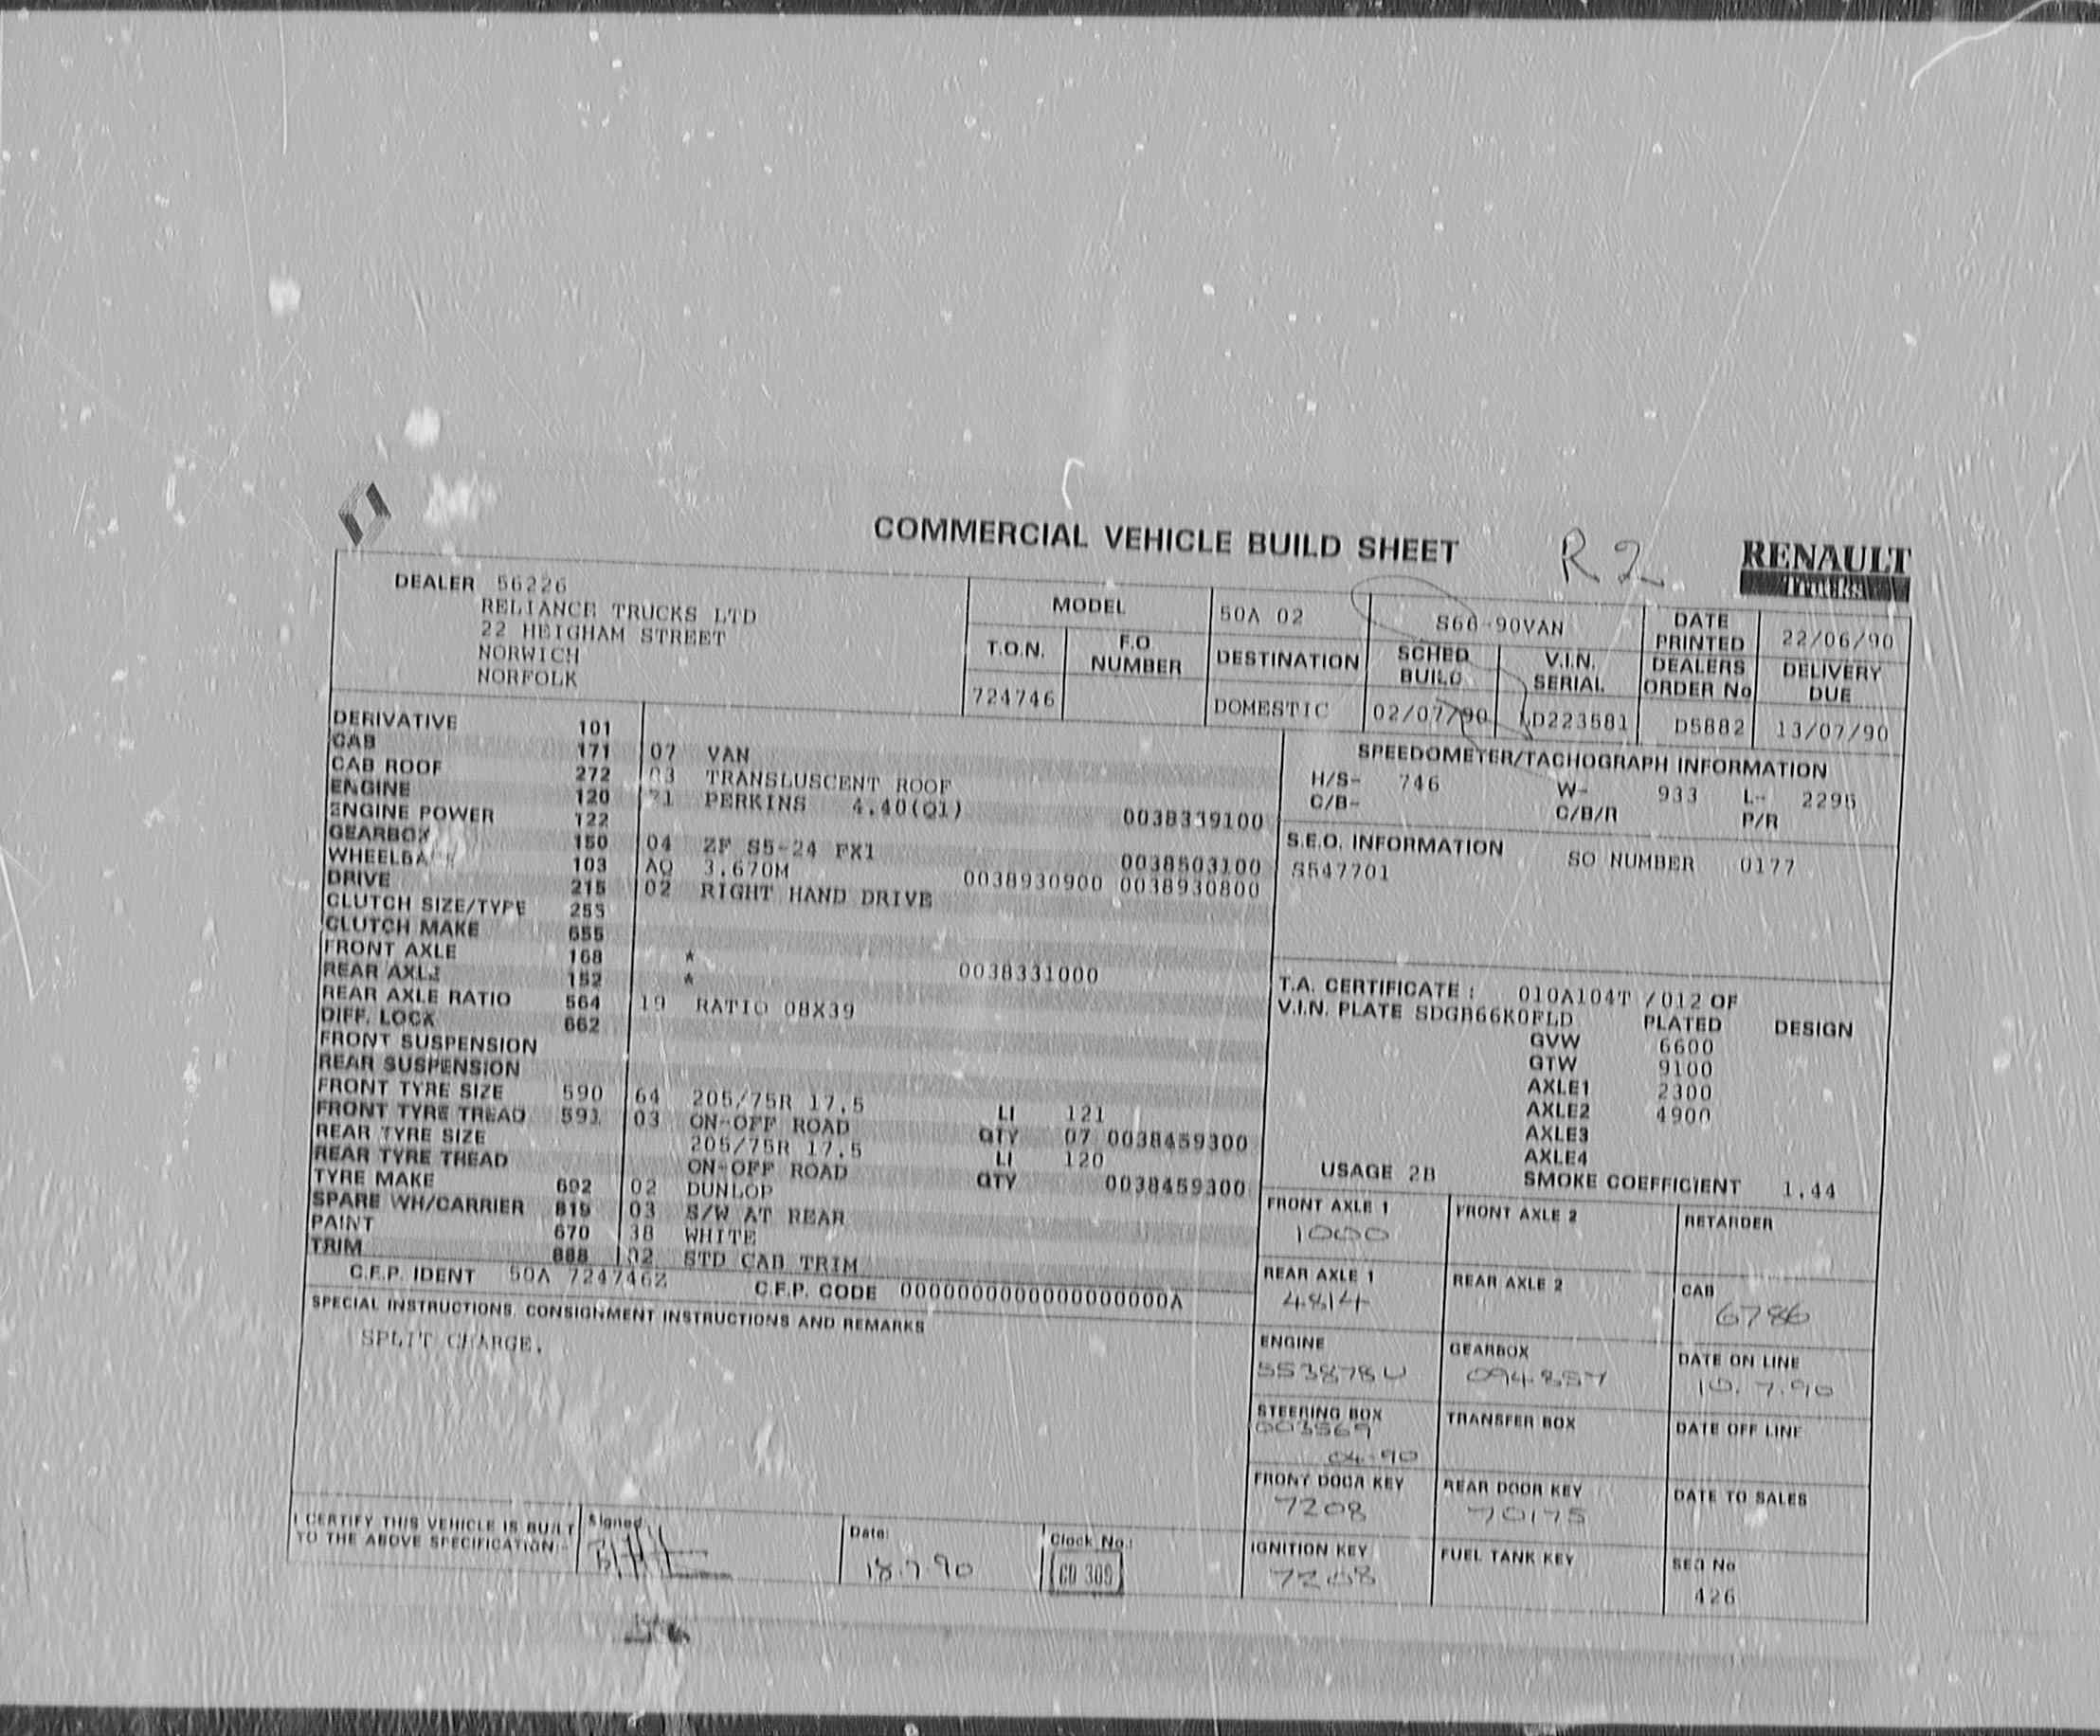 COMMERCIAL VEHICLE BUILD SHEET
R2
RENAULT
Trucks
DEALER 56226
RELIANCE TRUCKS LTD
22 HEIGHAM STREET
NORWICH
NORFOLK
MODEL 50A 02 S66-90VAN DATE PRINTED 22/06/90
T.O.N. F.O NUMBER DESTINATION SCHED BUILD V.I.N. SERIAL DEALERS ORDER No DELIVERY DUE
724746 DOMESTIC 02/07/90 LD223581 D5882 13/07/90
DERIVATIVE 101
CAB 171 07 VAN
CAB ROOF 272 03 TRANSLUSCENT ROOF
ENGINE 120 71 PERKINS 4.40(Q1) 0038339100
ENGINE POWER 122
GEARBOX 150 04 ZF S5-24 FX1 0038503100
WHEELBASE 103 AQ 3.670M 0038930900 0038930800
DRIVE 215 02 RIGHT HAND DRIVE
CLUTCH SIZE/TYPE 255
CLUTCH MAKE 655
FRONT AXLE 168 *
REAR AXLE 152 * 0038331000
REAR AXLE RATIO 564 19 RATIO 08X39
DIFF. LOCK 662
FRONT SUSPENSION
REAR SUSPENSION
FRONT TYRE SIZE 590 64 205/75R 17.5 LI 121
FRONT TYRE TREAD 591 03 ON-OFF ROAD QTY 07 0038459300
REAR TYRE SIZE 205/75R 17.5 LI 120
REAR TYRE TREAD ON-OFF ROAD QTY 0038459300
TYRE MAKE 692 02 DUNLOP
SPARE WH/CARRIER 819 03 S/W AT REAR
PAINT 670 38 WHITE
TRIM 888 02 STD CAB TRIM
C.F.P. IDENT 50A 724746Z C.F.P. CODE 0000000000000000000A
SPECIAL INSTRUCTIONS, CONSIGNMENT INSTRUCTIONS AND REMARKS
SPLIT CHARGE.
SPEEDOMETER/TACHOGRAPH INFORMATION
H/S- 746 W- 933 L- 2295
C/B- C/B/R P/R
S.E.O. INFORMATION SO NUMBER 0177
S547701
T.A. CERTIFICATE : 010A104T /012 OF
V.I.N. PLATE SDGB66K0FLD PLATED DESIGN
GVW 6600
GTW 9100
AXLE1 2300
AXLE2 4900
AXLE3
AXLE4
USAGE 2B SMOKE COEFFICIENT 1.44
FRONT AXLE 1 FRONT AXLE 2 RETARDER
1000
REAR AXLE 1 REAR AXLE 2 CAB
4814 6786
ENGINE GEARBOX DATE ON LINE
553878U 094857 10.7.90
STEERING BOX TRANSFER BOX DATE OFF LINE
003569
04-90
FRONT DOOR KEY REAR DOOR KEY DATE TO SALES
7208 70175
IGNITION KEY FUEL TANK KEY SEQ No
7208 426
I CERTIFY THIS VEHICLE IS BUILT
TO THE ABOVE SPECIFICATION:-
Signed:
Date: 18.7.90
Clock No.: CD 309